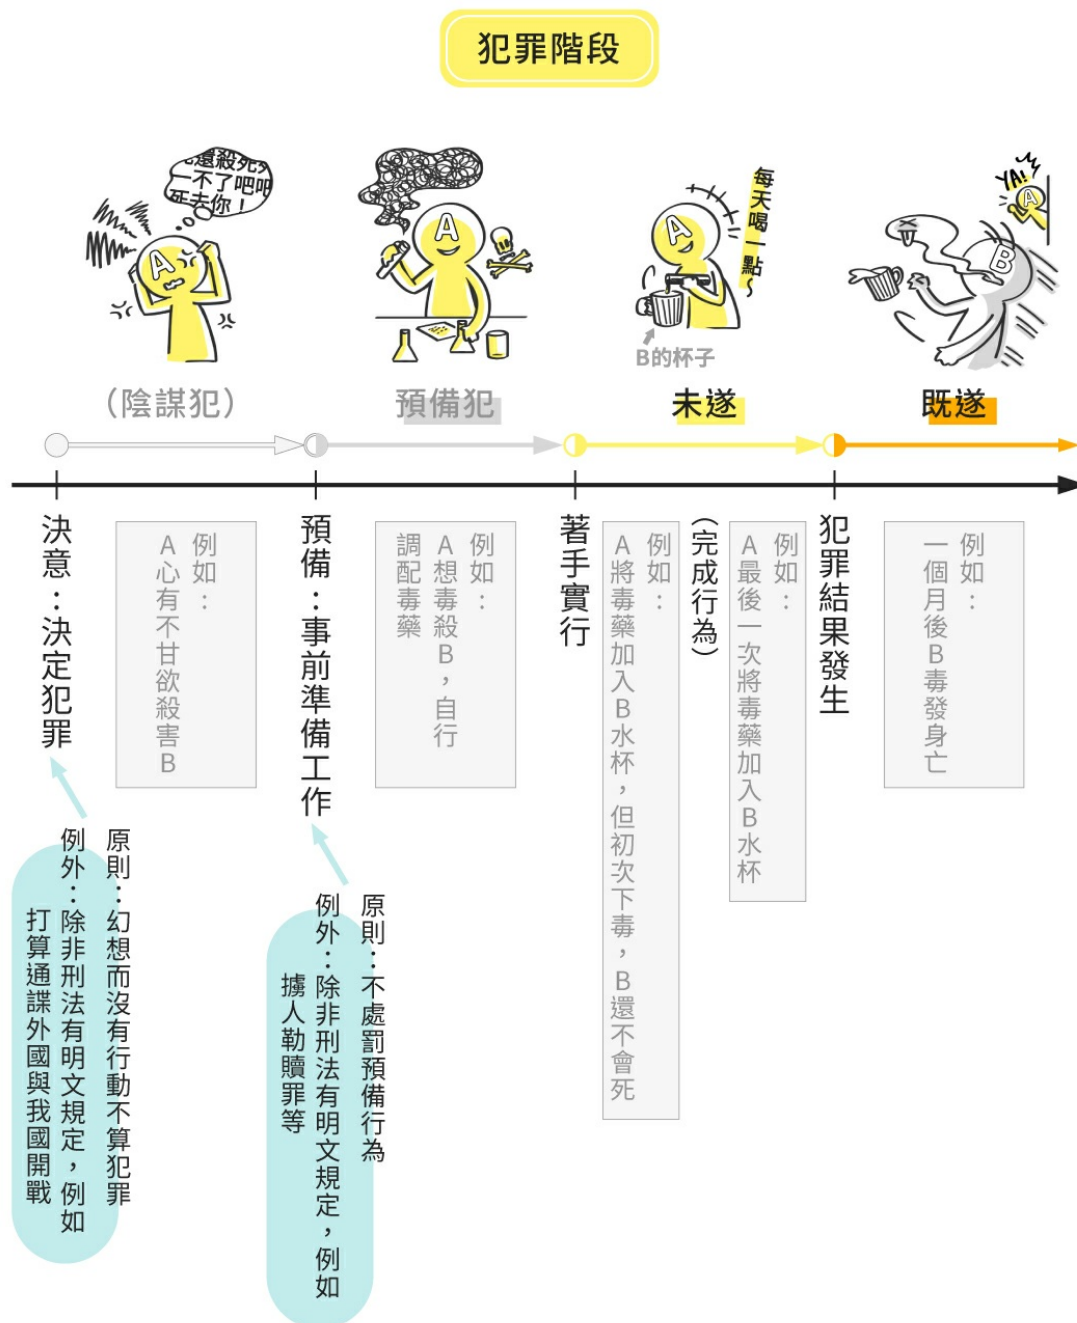 犯罪階段
還殺死
一不了吧吧
死去你！
A
A
A
每天喝一點～
B的杯子
YA!
A
B
（陰謀犯）
預備犯
未遂
既遂
決意：決定犯罪
例如：
A心有不甘欲殺害B
預備：事前準備工作
例如：
A想毒殺B，自行
調配毒藥
著手實行
例如：
A將毒藥加入B水杯，但初次下毒，B還不會死
（完成行為）
例如：
A最後一次將毒藥加入B水杯
犯罪結果發生
例如：
一個月後B毒發身亡
原則：幻想而沒有行動不算犯罪
例外：除非刑法有明文規定，例如
打算通諜外國與我國開戰
原則：不處罰預備行為
例外：除非刑法有明文規定，例如
擄人勒贖罪等